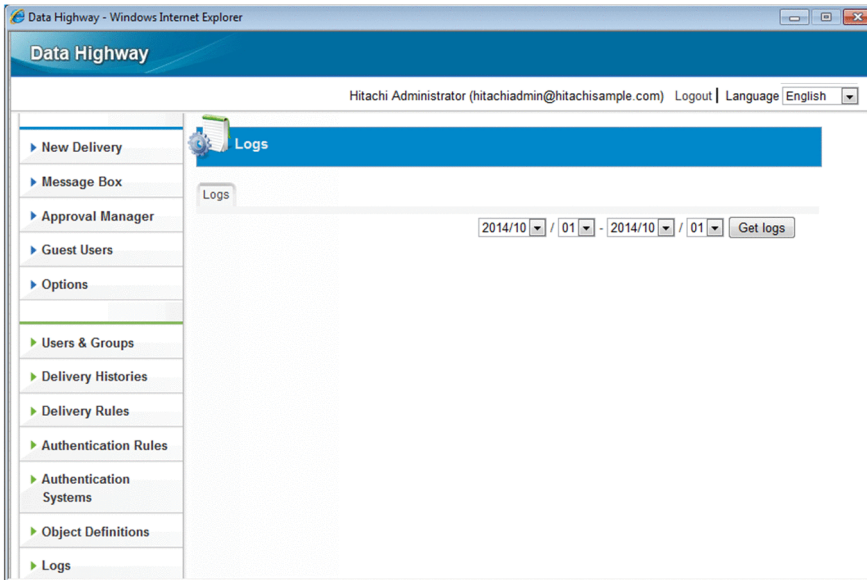 Data Highway - Windows Internet Explorer
Data Highway
Hitachi Administrator (hitachiadmin@hitachisample.com) Logout | Language English
New Delivery
Message Box
Approval Manager
Guest Users
Options
Users & Groups
Delivery Histories
Delivery Rules
Authentication Rules
Authentication
Systems
Object Definitions
Logs
Logs
Logs
2014/10 / 01 - 2014/10 / 01 Get logs